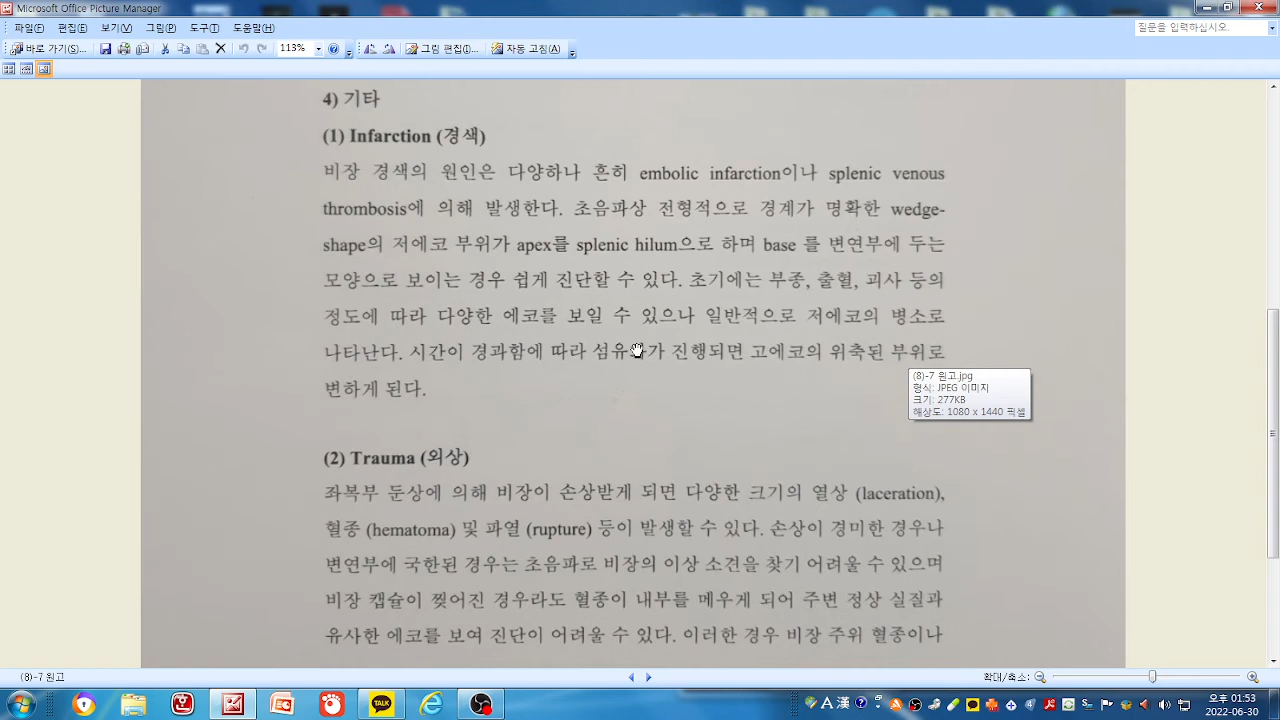 Microsoft Office Picture Manager
파일(F) 편집(E) 보기(V) 그림(P) 도구(T) 도움말(H)
질문을 입력하십시오.
바로 가기(S)... 113% 그림 편집(I)... 자동 고침(A)
4) 기타
(1) Infarction (경색)
비장 경색의 원인은 다양하나 흔히 embolic infarction이나 splenic venous
thrombosis에 의해 발생한다. 초음파상 전형적으로 경계가 명확한 wedge-
shape의 저에코 부위가 apex를 splenic hilum으로 하며 base 를 변연부에 두는
모양으로 보이는 경우 쉽게 진단할 수 있다. 초기에는 부종, 출혈, 괴사 등의
정도에 따라 다양한 에코를 보일 수 있으나 일반적으로 저에코의 병소로
나타난다. 시간이 경과함에 따라 진행되면 고에코의 위축된 부위로
변하게 된다.
(8)-7 원고.jpg
형식: JPEG 이미지
크기: 277KB
해상도: 1080 x 1440 픽셀
(2) Trauma (외상)
좌복부 둔상에 의해 비장이 손상받게 되면 다양한 크기의 열상 (laceration),
혈종 (hematoma) 및 파열 (rupture) 등이 발생할 수 있다. 손상이 경미한 경우나
변연부에 국한된 경우는 초음파로 비장의 이상 소견을 찾기 어려울 수 있으며
비장 캡슐이 찢어진 경우라도 혈종이 내부를 메우게 되어 주변 정상 실질과
유사한 에코를 보여 진단이 어려울 수 있다. 이러한 경우 비장 주위 혈종이나
(8)-7 원고
확대/축소:
TALK
A 漢
오후 01:53
2022-06-30